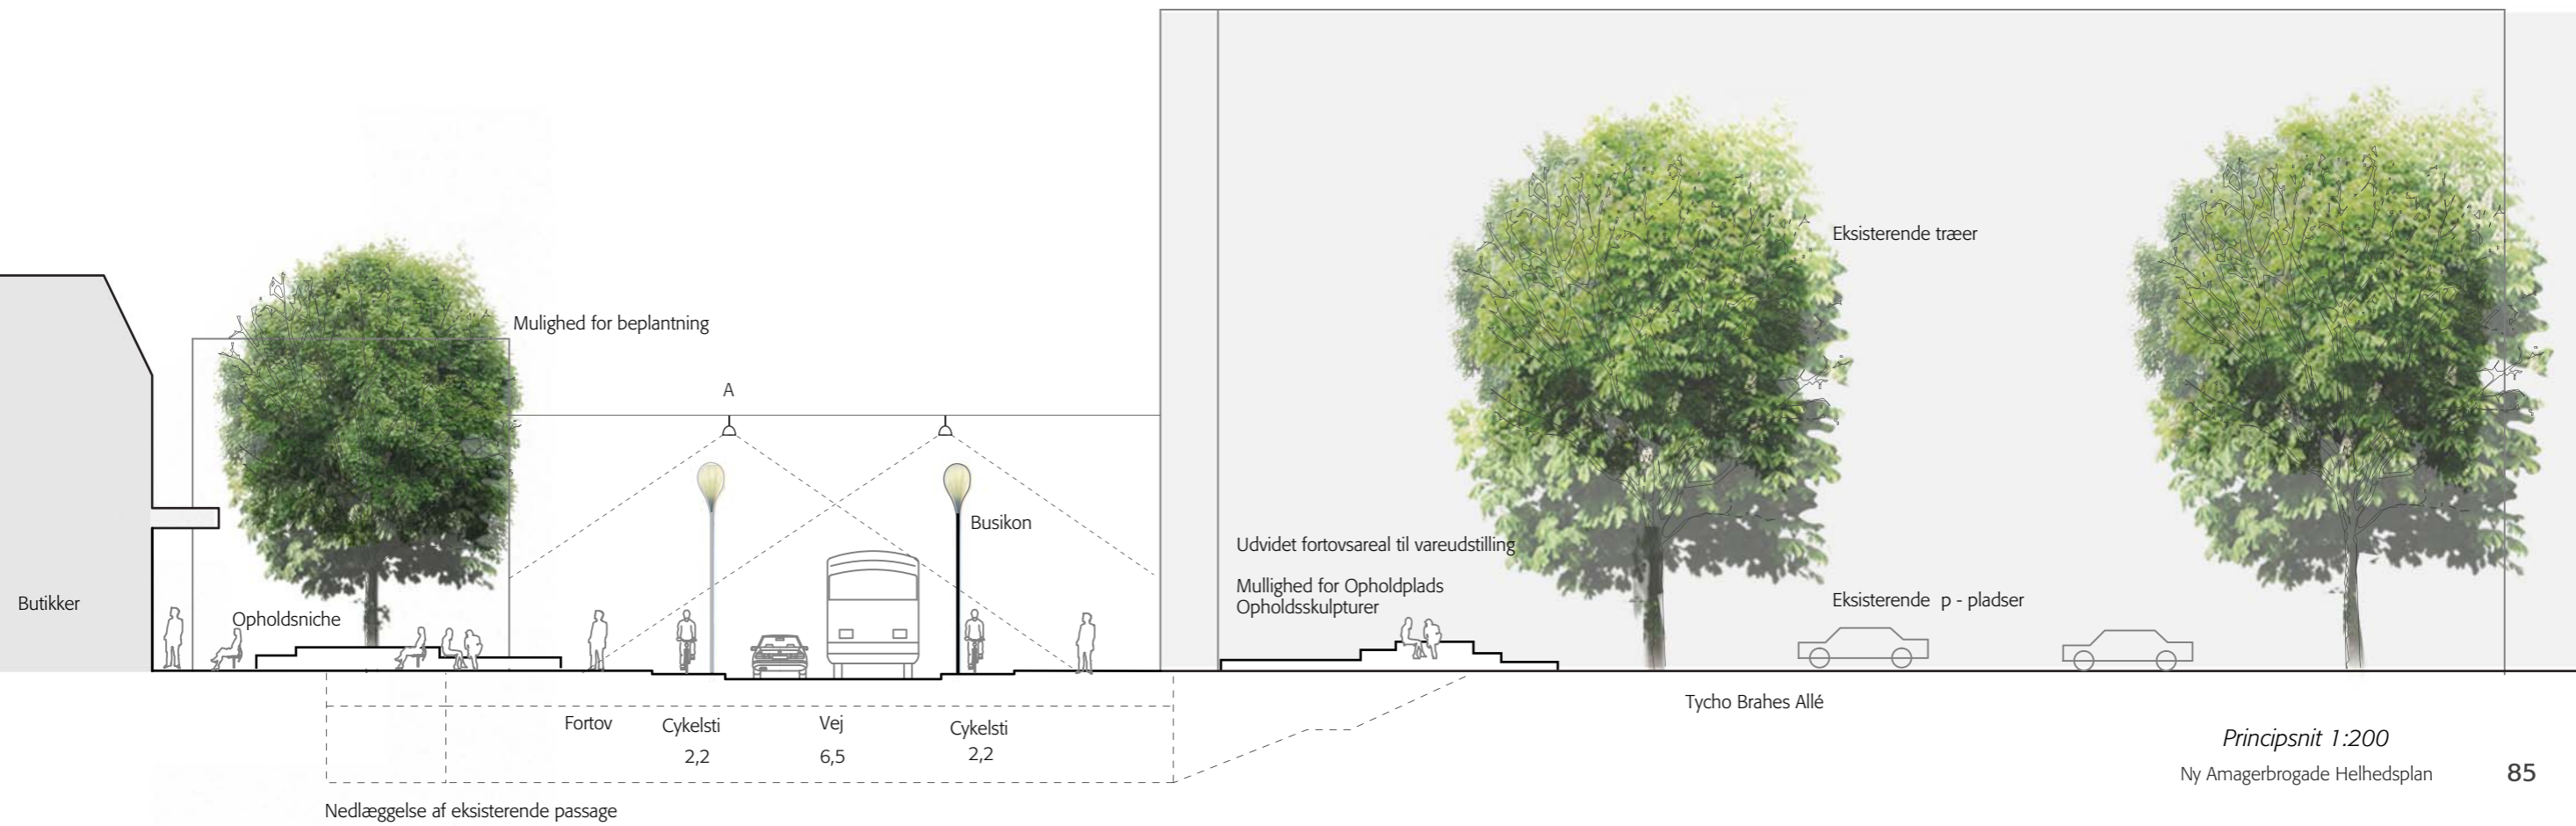 Eksisterende træer
Mulighed for beplantning
A
Busikon
Udvidet fortovsareal til vareudstilling
Mullighed for Opholdplads
Opholdsskulpturer
Butikker
Opholdsniche
Eksisterende p - pladser
Tycho Brahes Allé
Fortov
Cykelsti
2,2
Vej
6,5
Cykelsti
2,2
Nedlæggelse af eksisterende passage
Principsnit 1:200
Ny Amagerbrogade Helhedsplan 85